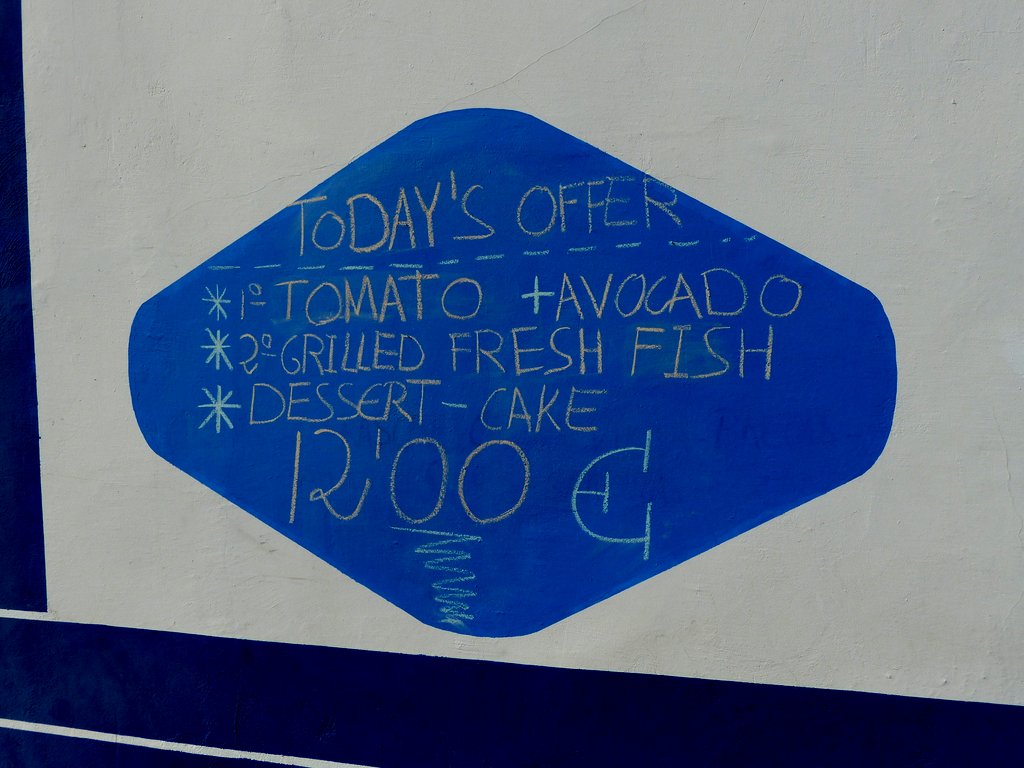 TODAY'S OFFER
* 1º TOMATO + AVOCADO
* 2º GRILLED FRESH FISH
* DESSERT - CAKE
12'00 €